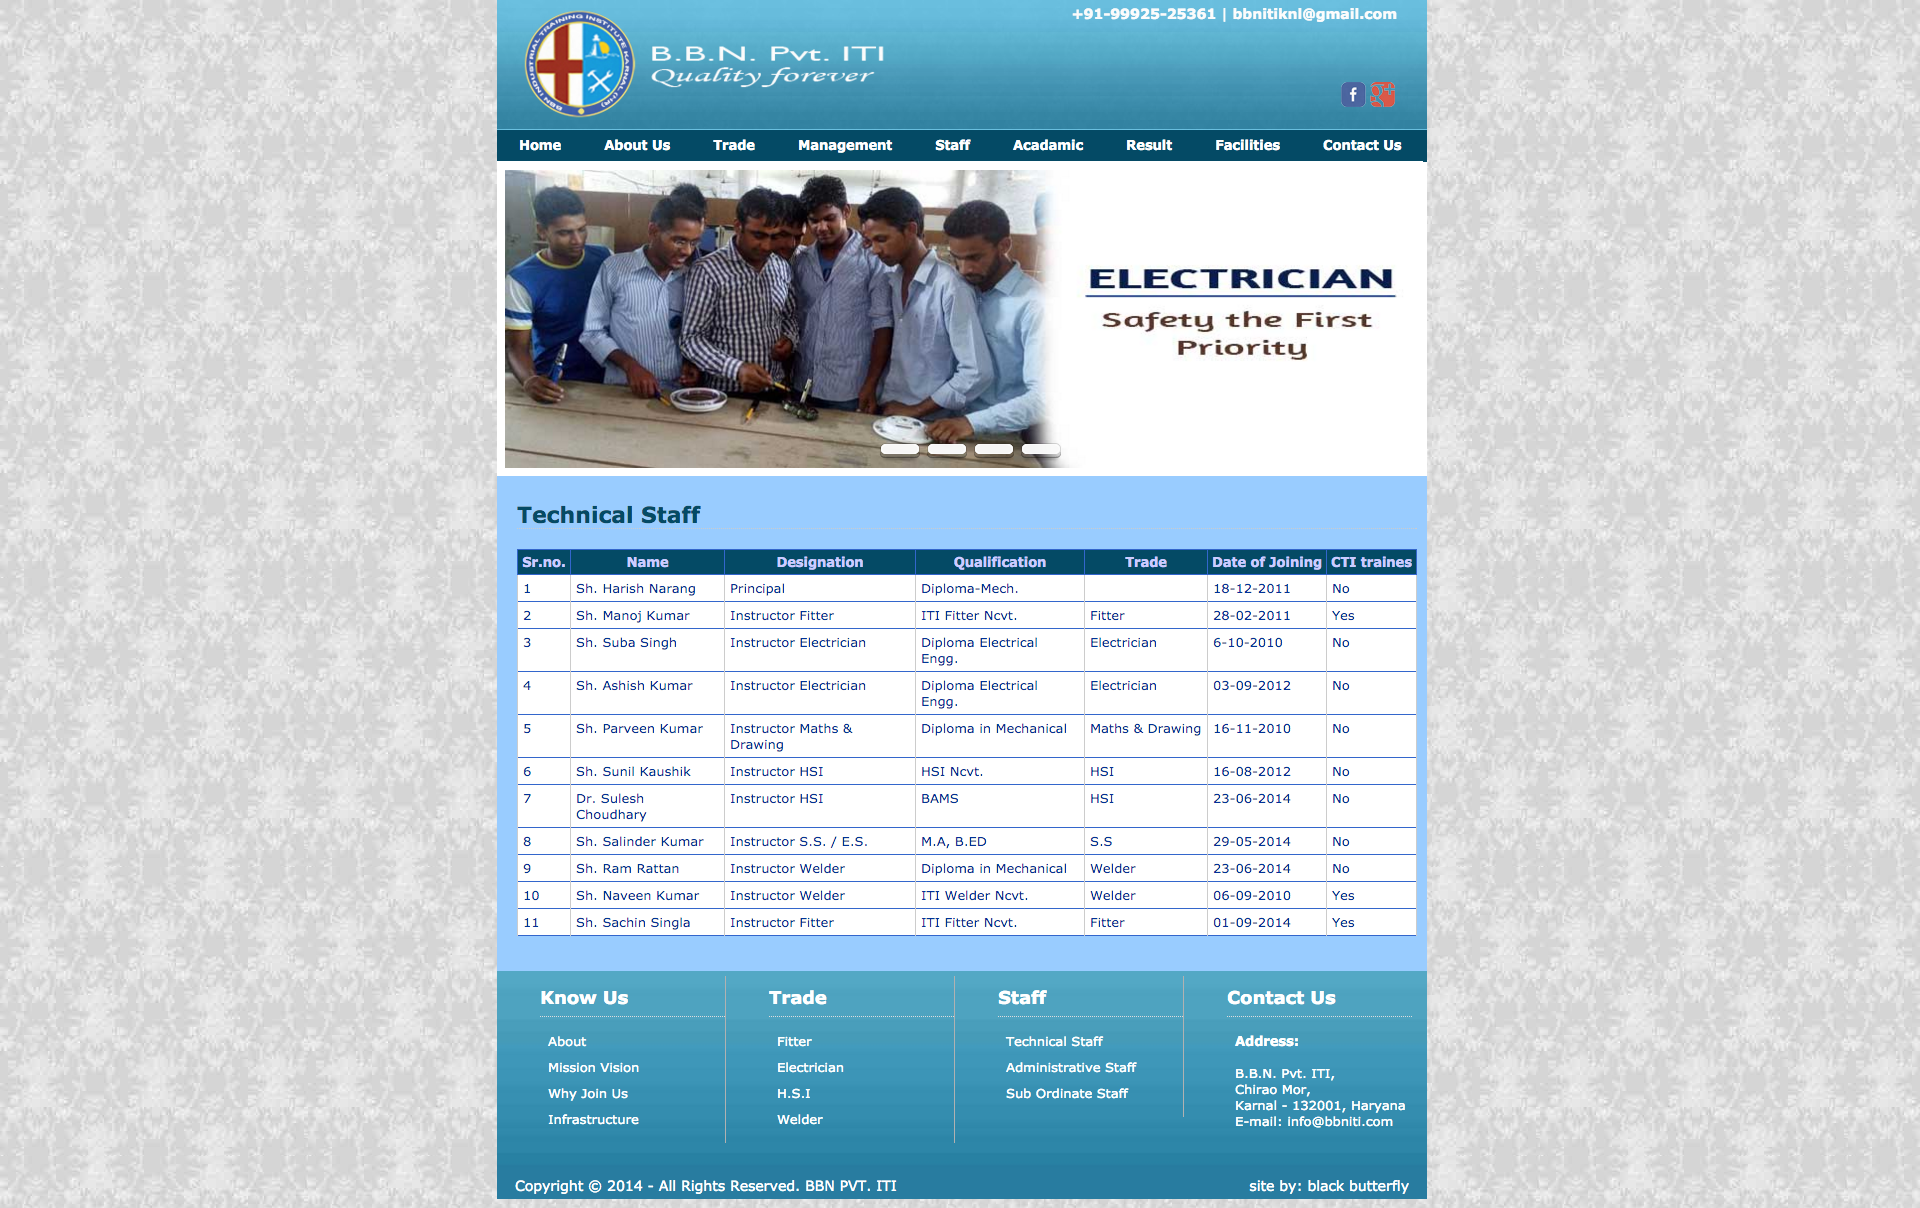 +91-99925-25361 | bbnitiknl@gmail.com
BBN INDUSTRIAL TRAINING INSTITUTE KARNAL (HR)
B.B.N. Pvt. ITI
Quality forever
Home About Us Trade Management Staff Acadamic Result Facilities Contact Us
ELECTRICIAN
Safety the First
Priority
Technical Staff
Sr.no. Name Designation Qualification Trade Date of Joining CTI traines
1 Sh. Harish Narang Principal Diploma-Mech. 18-12-2011 No
2 Sh. Manoj Kumar Instructor Fitter ITI Fitter Ncvt. Fitter 28-02-2011 Yes
3 Sh. Suba Singh Instructor Electrician Diploma Electrical Electrician 6-10-2010 No
Engg.
4 Sh. Ashish Kumar Instructor Electrician Diploma Electrical Electrician 03-09-2012 No
Engg.
5 Sh. Parveen Kumar Instructor Maths & Diploma in Mechanical Maths & Drawing 16-11-2010 No
Drawing
6 Sh. Sunil Kaushik Instructor HSI HSI Ncvt. HSI 16-08-2012 No
7 Dr. Sulesh Instructor HSI BAMS HSI 23-06-2014 No
Choudhary
8 Sh. Salinder Kumar Instructor S.S. / E.S. M.A, B.ED S.S 29-05-2014 No
9 Sh. Ram Rattan Instructor Welder Diploma in Mechanical Welder 23-06-2014 No
10 Sh. Naveen Kumar Instructor Welder ITI Welder Ncvt. Welder 06-09-2010 Yes
11 Sh. Sachin Singla Instructor Fitter ITI Fitter Ncvt. Fitter 01-09-2014 Yes
Know Us
About
Mission Vision
Why Join Us
Infrastructure
Trade
Fitter
Electrician
H.S.I
Welder
Staff
Technical Staff
Administrative Staff
Sub Ordinate Staff
Contact Us
Address:
B.B.N. Pvt. ITI,
Chirao Mor,
Karnal - 132001, Haryana
E-mail: info@bbniti.com
Copyright © 2014 - All Rights Reserved. BBN PVT. ITI site by: black butterfly